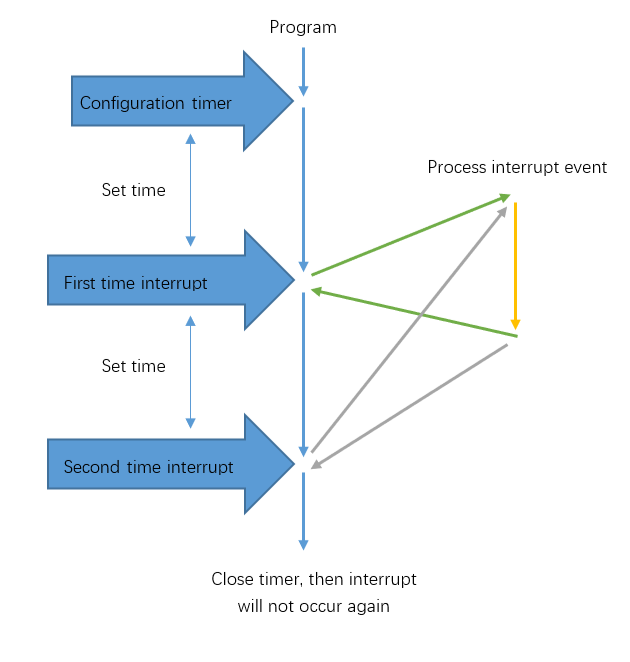 Program
Configuration timer
Process interrupt event
Set time
First time interrupt
Set time
Second time interrupt
Close timer, then interrupt
will not occur again